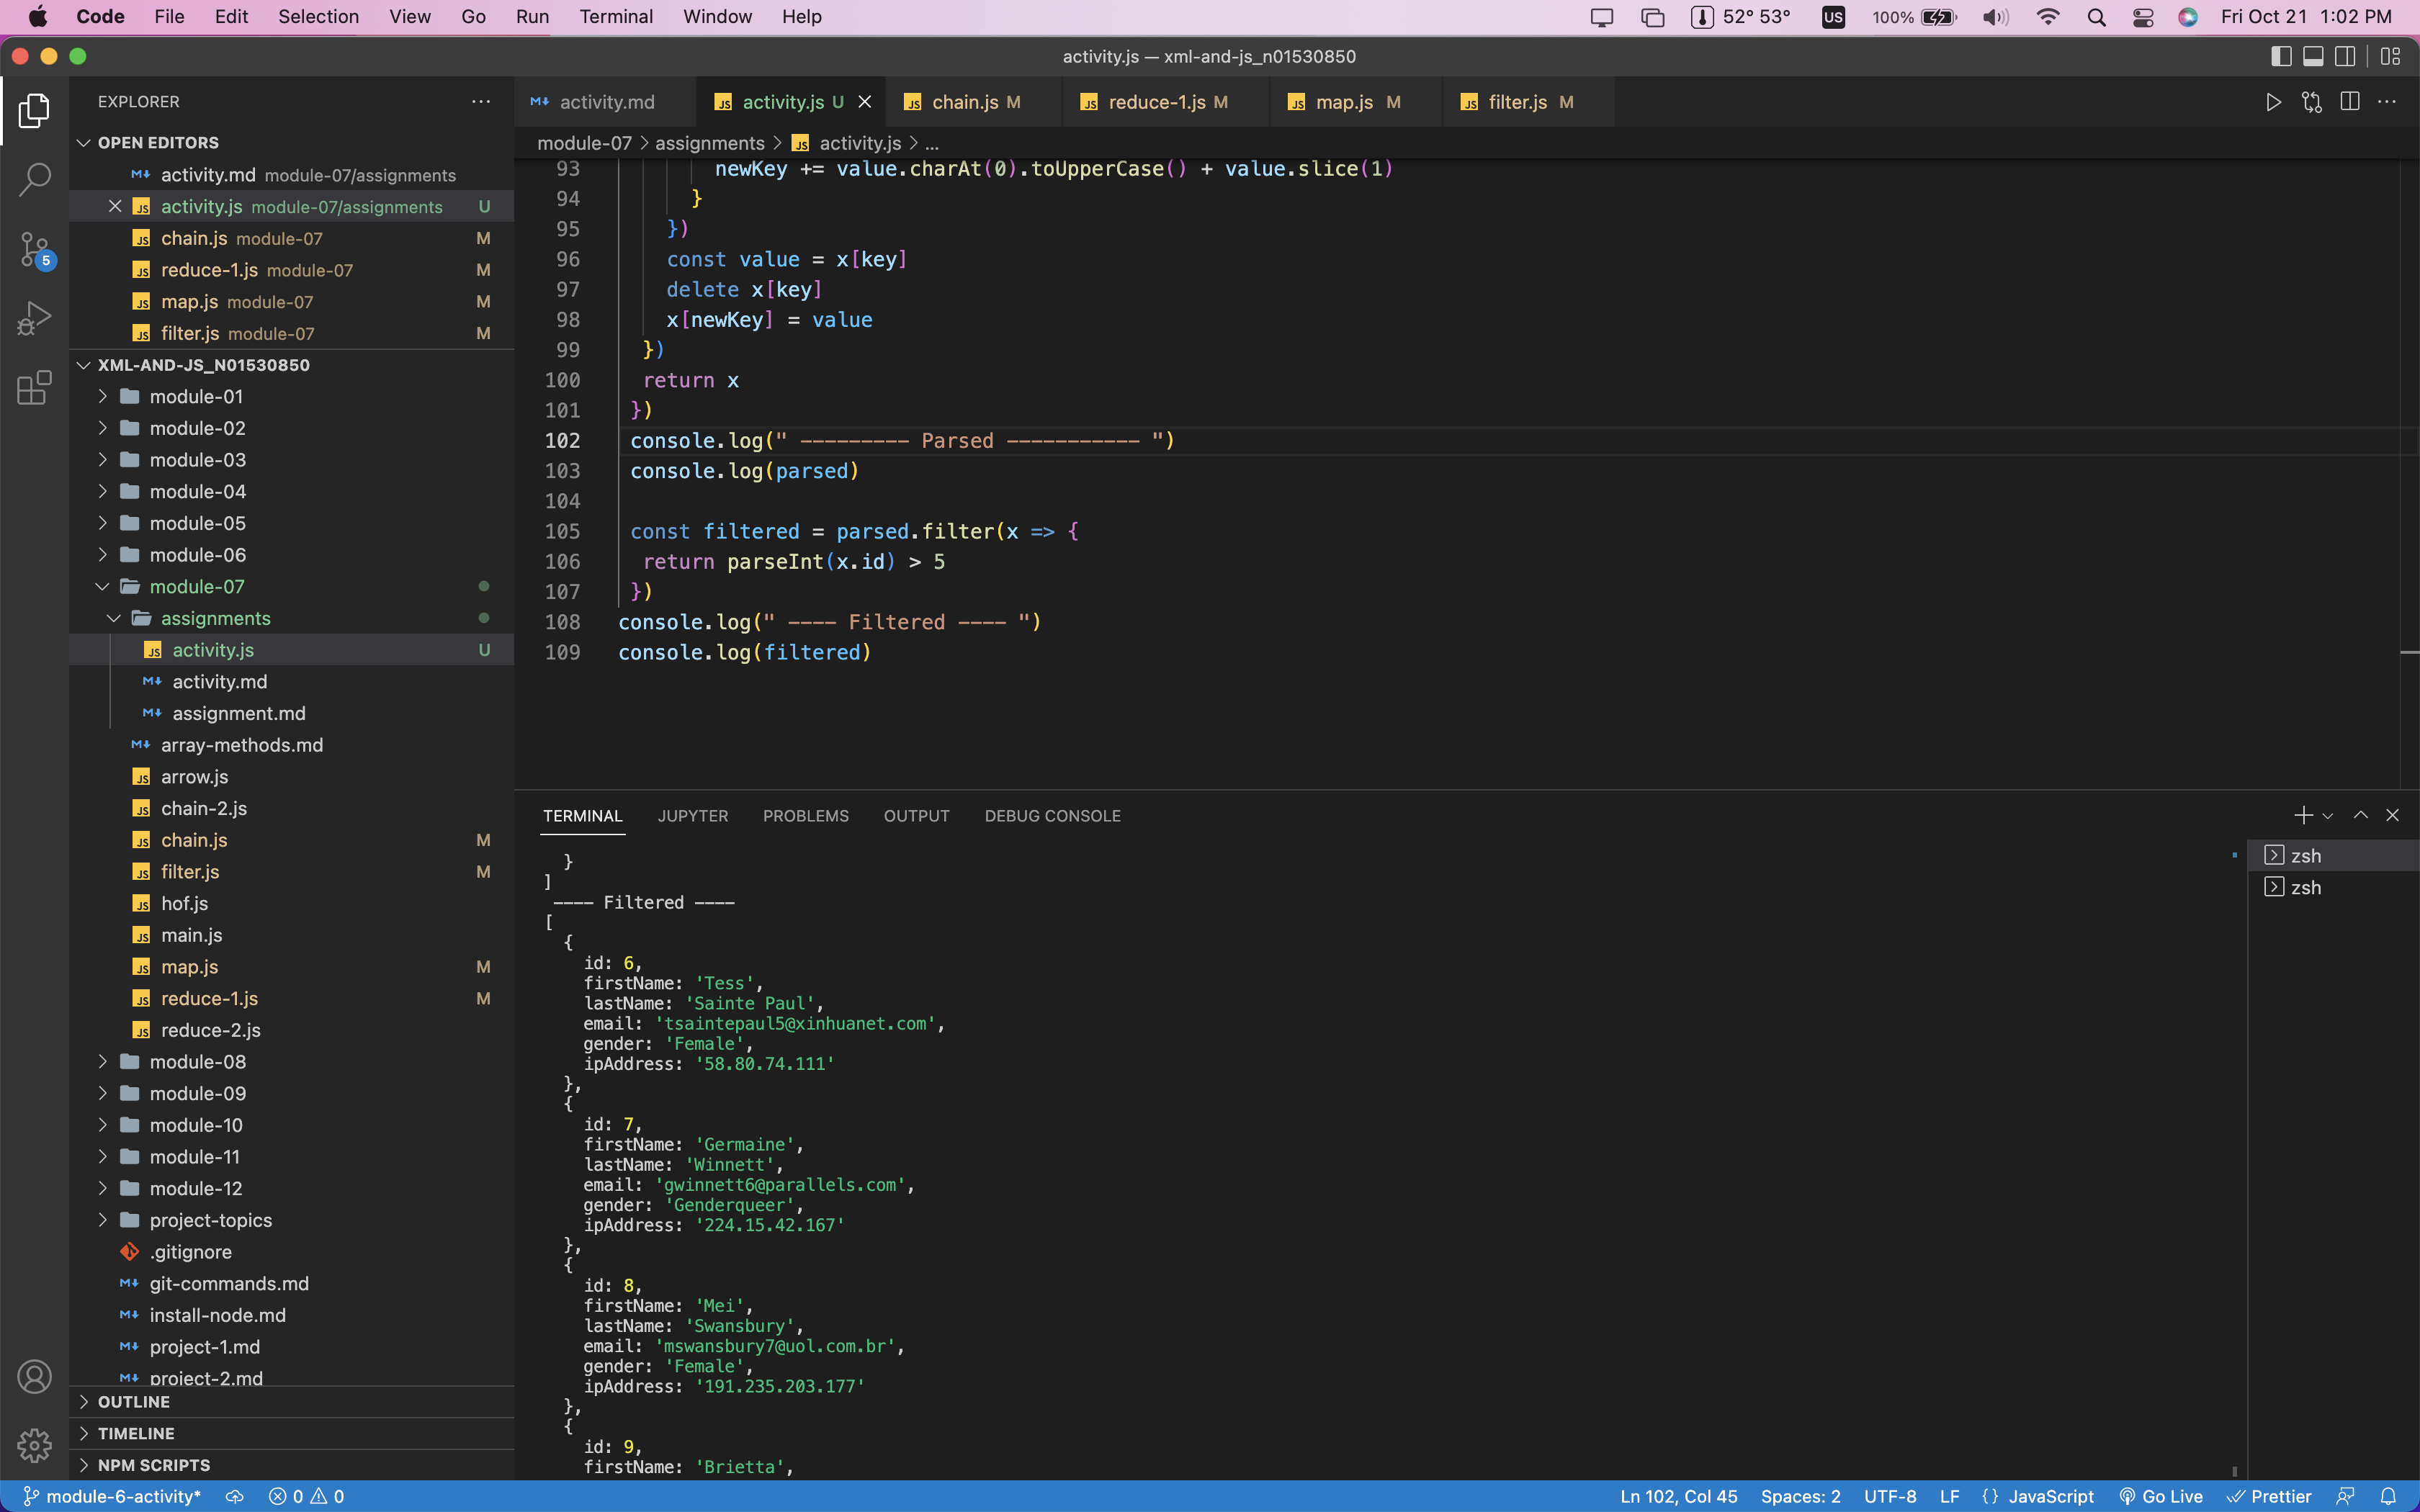 Code File Edit Selection View Go Run Terminal Window Help 52° 53° US 100% Fri Oct 21 1:02 PM
activity.js — xml-and-js_n01530850
EXPLORER
OPEN EDITORS
activity.md module-07/assignments
activity.js module-07/assignments U
chain.js module-07 M
reduce-1.js module-07 M
map.js module-07 M
filter.js module-07 M
XML-AND-JS_N01530850
module-01
module-02
module-03
module-04
module-05
module-06
module-07
assignments
activity.js U
activity.md
assignment.md
array-methods.md
arrow.js
chain-2.js
chain.js M
filter.js M
hof.js
main.js
map.js M
reduce-1.js M
reduce-2.js
module-08
module-09
module-10
module-11
module-12
project-topics
.gitignore
git-commands.md
install-node.md
project-1.md
project-2.md
OUTLINE
TIMELINE
NPM SCRIPTS
5
activity.md activity.js U chain.js M reduce-1.js M map.js M filter.js M
module-07 > assignments > activity.js > ...
93 newKey += value.charAt(0).toUpperCase() + value.slice(1)
94 }
95 })
96 const value = x[key]
97 delete x[key]
98 x[newKey] = value
99 })
100 return x
101 })
102 console.log(" --------- Parsed ----------- ")
103 console.log(parsed)
104
105 const filtered = parsed.filter(x => {
106 return parseInt(x.id) > 5
107 })
108 console.log(" ---- Filtered ---- ")
109 console.log(filtered)
TERMINAL JUPYTER PROBLEMS OUTPUT DEBUG CONSOLE
}
]
---- Filtered ----
[
{
id: 6,
firstName: 'Tess',
lastName: 'Sainte Paul',
email: 'tsaintepaul5@xinhuanet.com',
gender: 'Female',
ipAddress: '58.80.74.111'
},
{
id: 7,
firstName: 'Germaine',
lastName: 'Winnett',
email: 'gwinnett6@parallels.com',
gender: 'Genderqueer',
ipAddress: '224.15.42.167'
},
{
id: 8,
firstName: 'Mei',
lastName: 'Swansbury',
email: 'mswansbury7@uol.com.br',
gender: 'Female',
ipAddress: '191.235.203.177'
},
{
id: 9,
firstName: 'Brietta',
zsh
zsh
module-6-activity* 0 0 Ln 102, Col 45 Spaces: 2 UTF-8 LF {} JavaScript Go Live Prettier